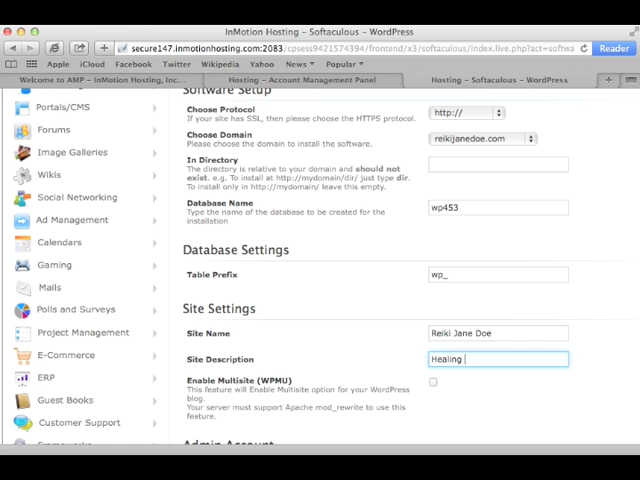 InMotion Hosting – Softaculous – WordPress
secure147.inmotionhosting.com:2083/cpsess9421574394/frontend/x3/softaculous/index.live.php?act=softwa
Reader
Apple iCloud Facebook Twitter Wikipedia Yahoo News Popular
Welcome to AMP – InMotion Hosting, Inc... Hosting – Account Management Panel Hosting – Softaculous – WordPress
Software Setup
Portals/CMS
Forums
Image Galleries
Wikis
Social Networking
Ad Management
Calendars
Gaming
Mails
Polls and Surveys
Project Management
E-Commerce
ERP
Guest Books
Customer Support
Frameworks
Choose Protocol
If your site has SSL, then please choose the HTTPS protocol.
http://
Choose Domain
Please choose the domain to install the software.
reikijanedoe.com
In Directory
The directory is relative to your domain and should not
exist. e.g. To install at http://mydomain/dir/ just type dir.
To install only in http://mydomain/ leave this empty.
Database Name
Type the name of the database to be created for the
installation
wp453
Database Settings
Table Prefix
wp_
Site Settings
Site Name
Reiki Jane Doe
Site Description
Healing
Enable Multisite (WPMU)
This feature will Enable Multisite option for your WordPress
blog.
Your server must support Apache mod_rewrite to use this
feature.
Admin Account